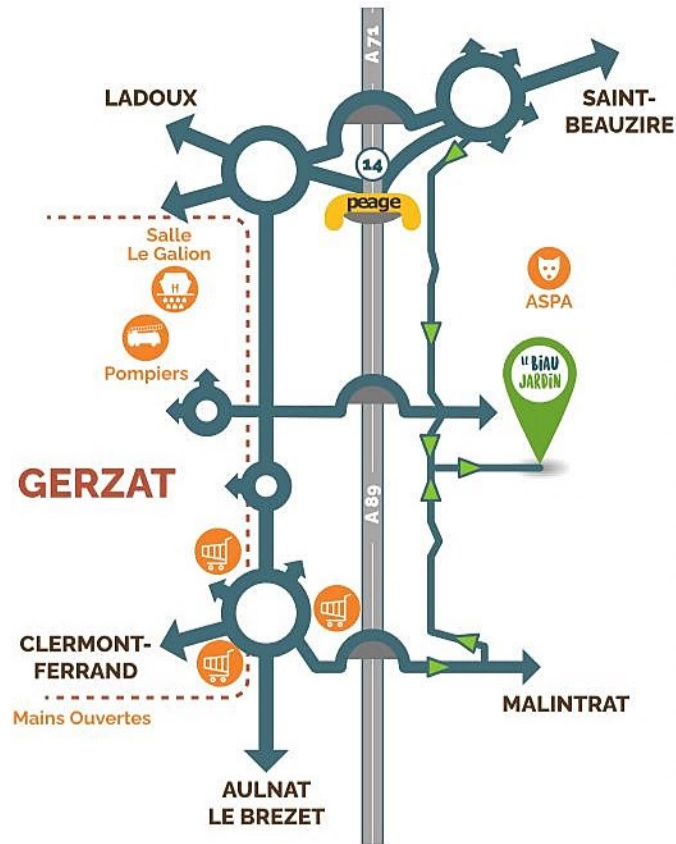 A 71
LADOUX
SAINT-
BEAUZIRE
14
peage
Salle
Le Galion
H
ASPA
LE BIAU
JARDIN
Pompiers
GERZAT
A 89
CLERMONT-
FERRAND
MALINTRAT
Mains Ouvertes
AULNAT
LE BREZET